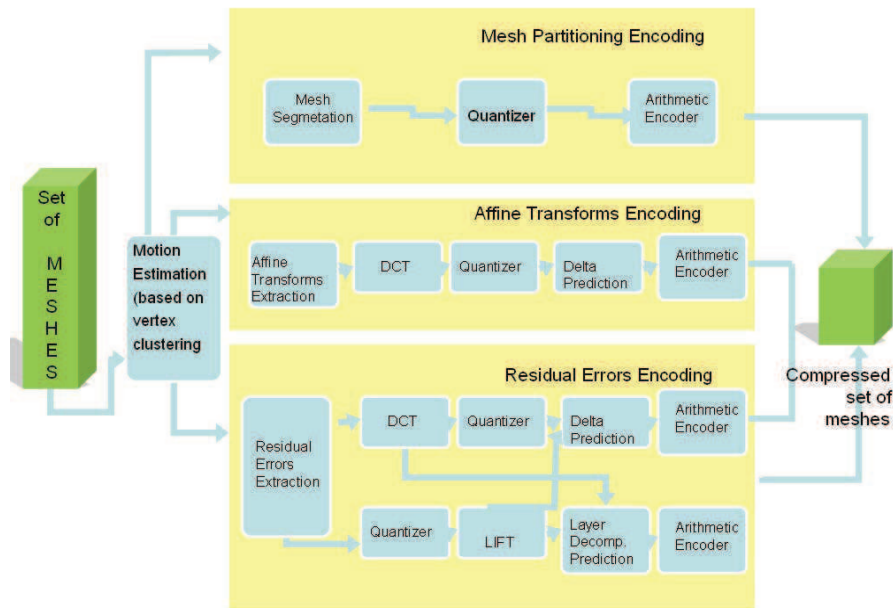 Mesh Partitioning Encoding
Mesh
Segmetation
Quantizer
Arithmetic
Encoder
Set
of
M
E
S
H
E
S
Motion
Estimation
(based on
vertex
clustering
Affine Transforms Encoding
Affine
Transforms
Extraction
DCT
Quantizer
Delta
Prediction
Arithmetic
Encoder
Residual Errors Encoding
Residual
Errors
Extraction
DCT
Quantizer
Delta
Prediction
Arithmetic
Encoder
Quantizer
LIFT
Layer
Decomp.
Prediction
Arithmetic
Encoder
Compressed
set of
meshes